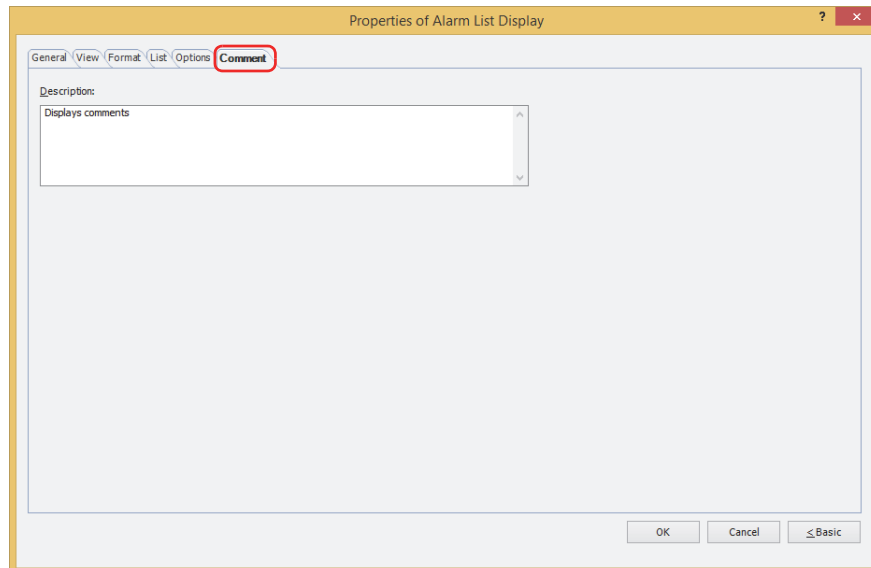 Properties of Alarm List Display ? ×
General View Format List Options Comment
Description:
Displays comments
OK Cancel <Basic